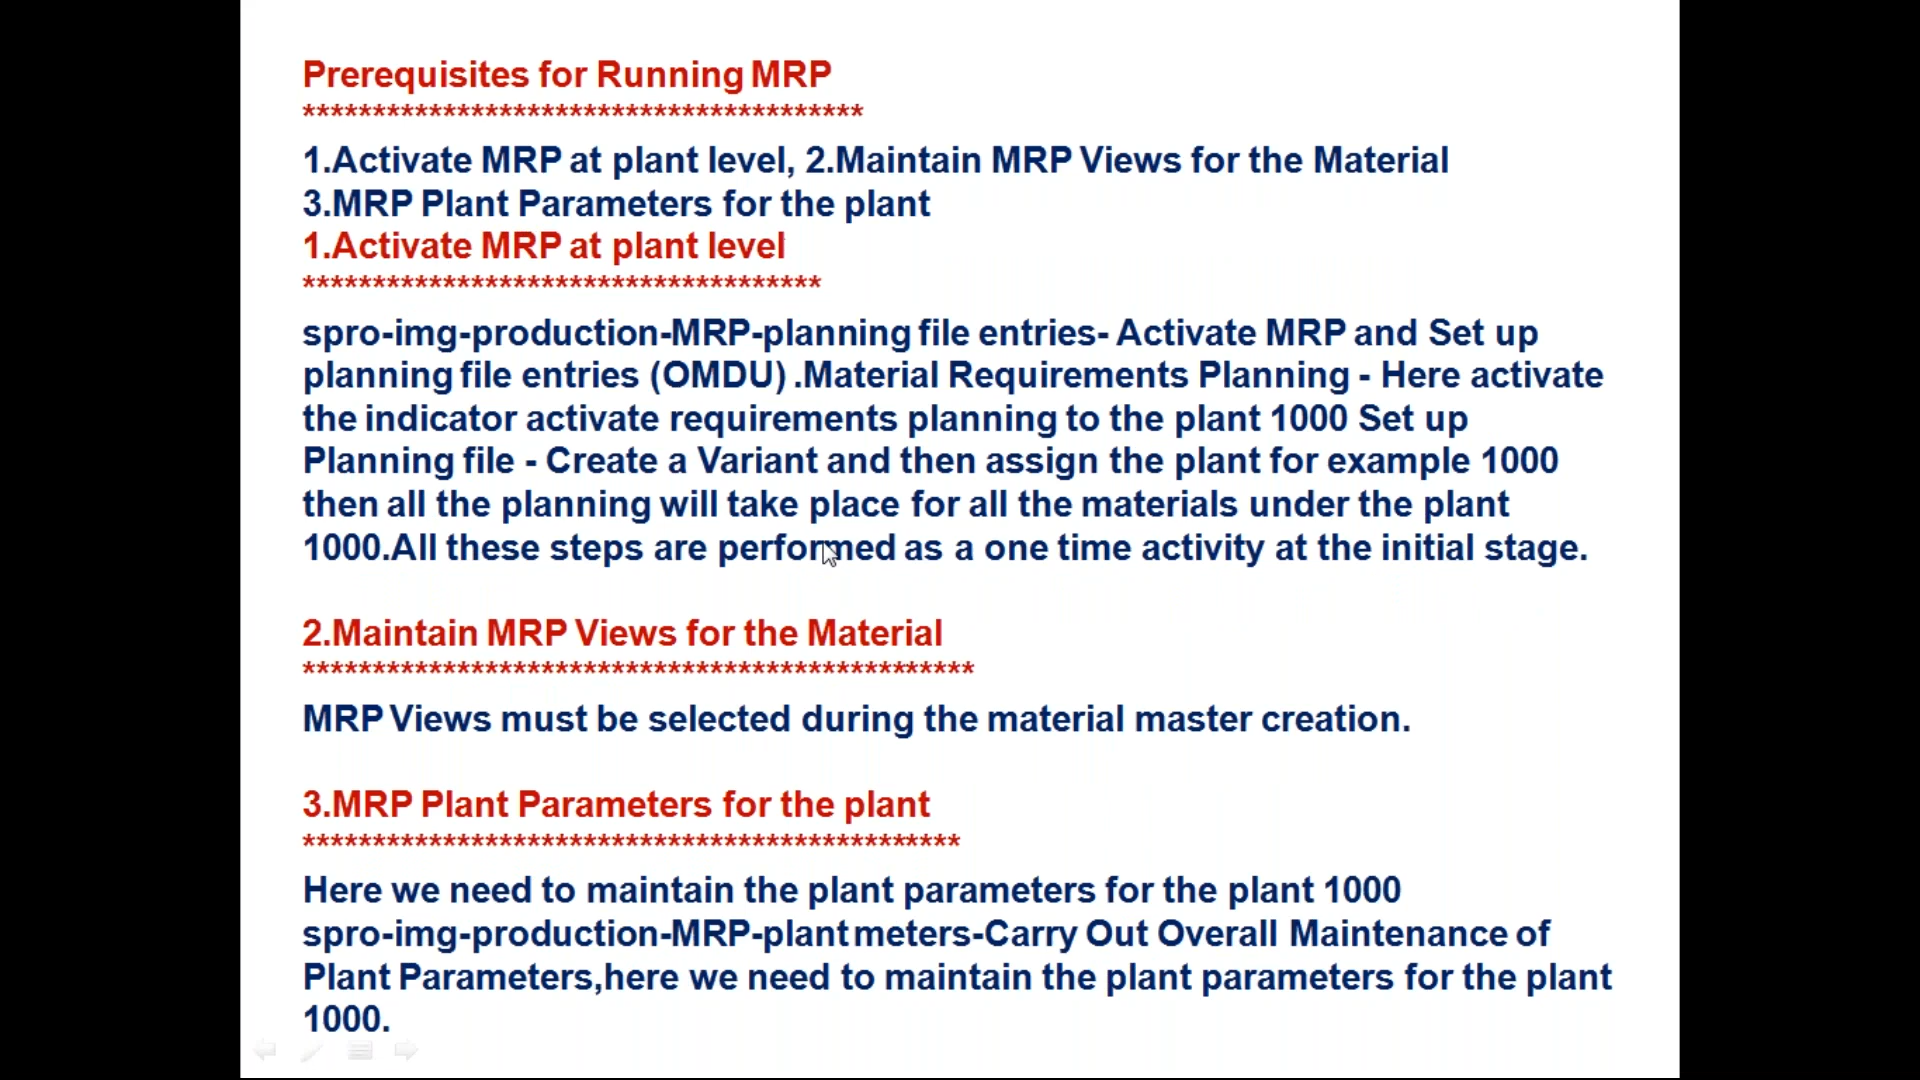 Prerequisites for Running MRP
****************************************
1.Activate MRP at plant level, 2.Maintain MRP Views for the Material
3.MRP Plant Parameters for the plant
1.Activate MRP at plant level
*************************************
spro-img-production-MRP-planning file entries- Activate MRP and Set up
planning file entries (OMDU) .Material Requirements Planning - Here activate
the indicator activate requirements planning to the plant 1000 Set up
Planning file - Create a Variant and then assign the plant for example 1000
then all the planning will take place for all the materials under the plant
1000.All these steps are performed as a one time activity at the initial stage.
2.Maintain MRP Views for the Material
************************************************
MRP Views must be selected during the material master creation.
3.MRP Plant Parameters for the plant
***********************************************
Here we need to maintain the plant parameters for the plant 1000
spro-img-production-MRP-plant meters-Carry Out Overall Maintenance of
Plant Parameters,here we need to maintain the plant parameters for the plant
1000.